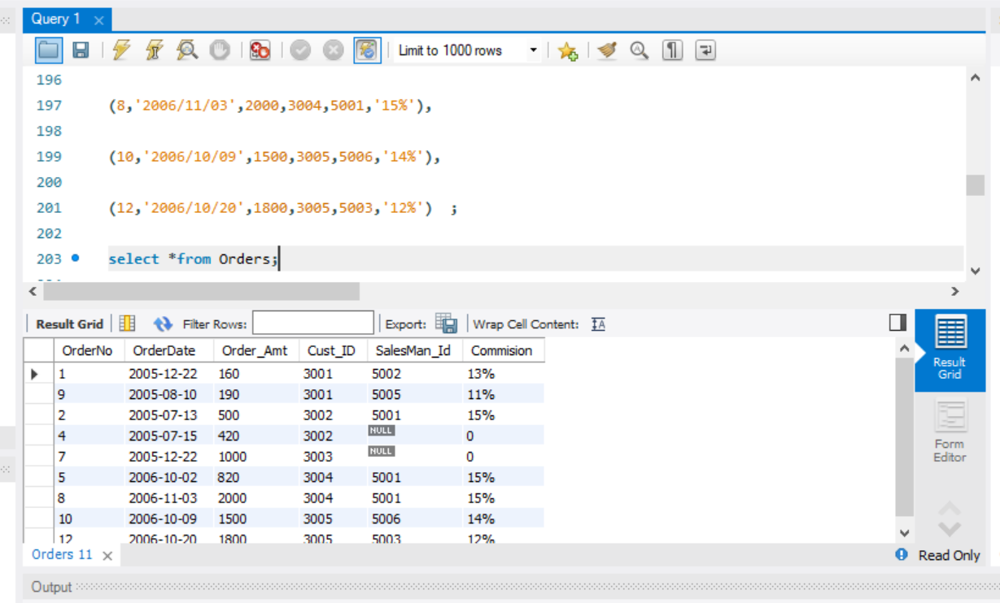 Query 1 ×
Limit to 1000 rows
196
197 (8,'2006/11/03',2000,3004,5001,'15%'),
198
199 (10,'2006/10/09',1500,3005,5006,'14%'),
200
201 (12,'2006/10/20',1800,3005,5003,'12%') ;
202
203 select *from Orders;
Result Grid Filter Rows: Export: Wrap Cell Content: IA
OrderNo OrderDate Order_Amt Cust_ID SalesMan_Id Commision
1 2005-12-22 160 3001 5002 13%
9 2005-08-10 190 3001 5005 11%
2 2005-07-13 500 3002 5001 15%
4 2005-07-15 420 3002 NULL 0
7 2005-12-22 1000 3003 NULL 0
5 2006-10-02 820 3004 5001 15%
8 2006-11-03 2000 3004 5001 15%
10 2006-10-09 1500 3005 5006 14%
12 2006-10-20 1800 3005 5003 12%
Result
Grid
Form
Editor
Orders 11 × Read Only
Output